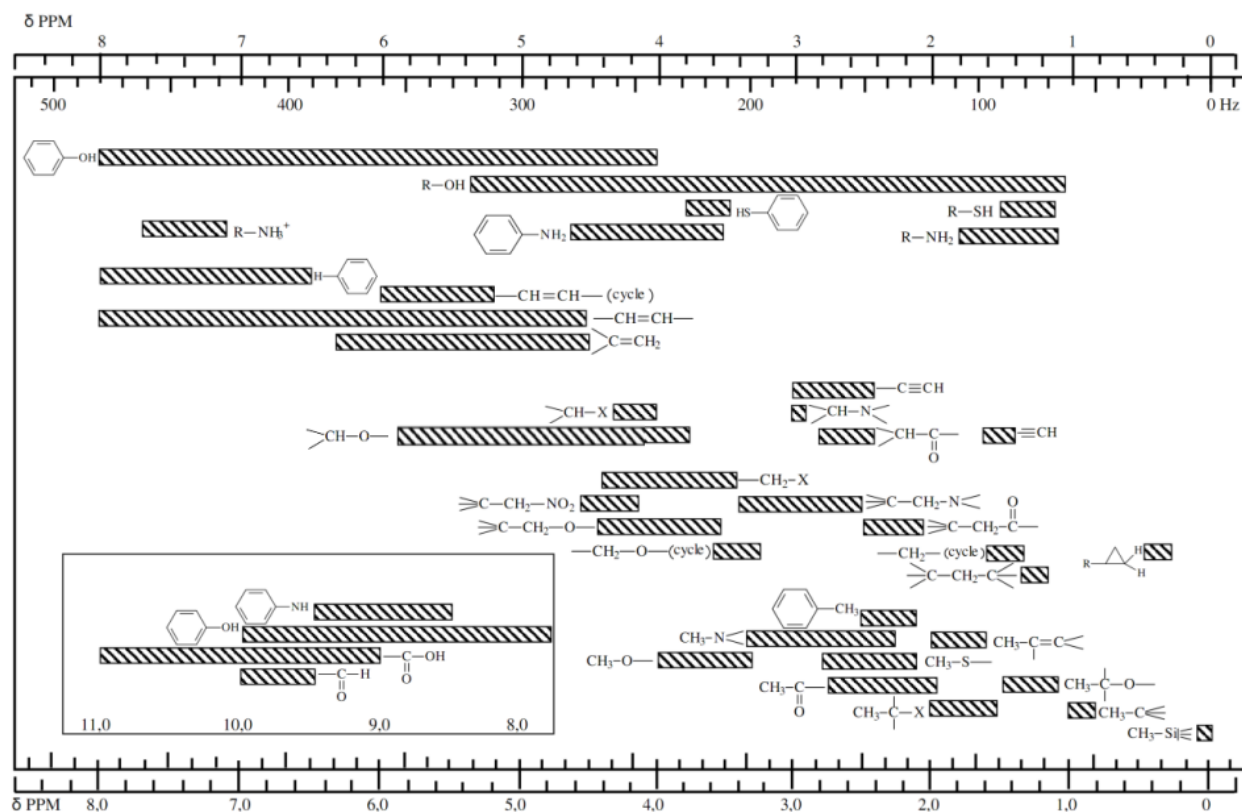 δ PPM
8 7 6 5 4 3 2 1 0
500 400 300 200 100 0 Hz
OH
R—OH
HS
R—SH
R—NH₃⁺
NH₂
R—NH₂
H
—CH=CH—(cycle)
—CH=CH—
C=CH₂
—C≡CH
CH—X
CH—N
CH—O—
CH—C—
O
—≡CH
—CH₂—X
C—CH₂—NO₂
C—CH₂—N
O
C—CH₂—O—
C—CH₂—C—
—CH₂—O—(cycle)
—CH₂—(cycle)
H
R
H
C—CH₂—C
NH
CH₃
OH
CH₃—N
CH₃—C=C
—C—OH
O
CH₃—O—
CH₃—S—
—C—H
O
CH₃—C
O
CH₃—C—O—
CH₃—C—X
CH₃—C
11,0 10,0 9,0 8,0
CH₃—Si
8,0 7,0 6,0 5,0 4,0 3,0 2,0 1,0 0
δ PPM